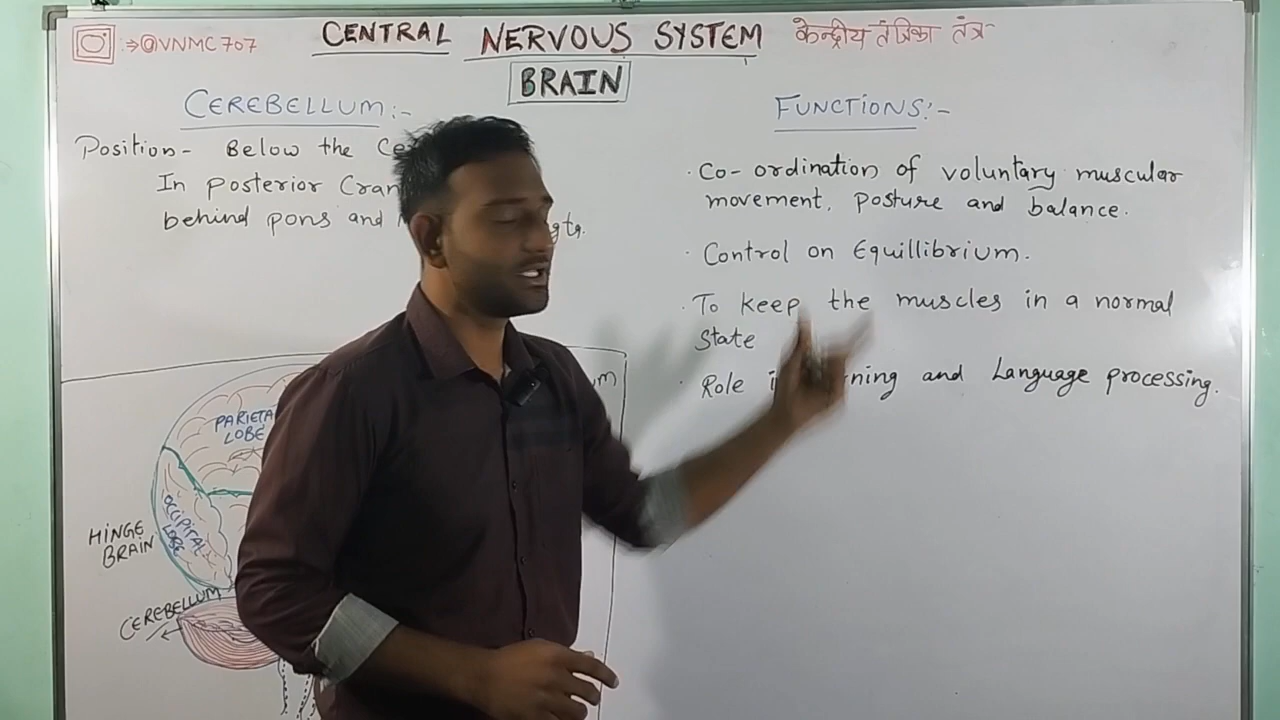 ⇒@VNMC707
CENTRAL NERVOUS SYSTEM केन्द्रीय तंत्रिका तंत्र
BRAIN
CEREBELLUM:-
Position- Below the
In posterior
behind pons and
FUNCTIONS:-
· Co-ordination of voluntary muscular
movement, posture and balance.
· Control on Equillibrium.
· To keep the muscles in a normal
state
· Role and Language processing.
PARIETA
LOBE
OCCIPITAL
LOBE
HINGE
BRAIN
CEREBELLUM